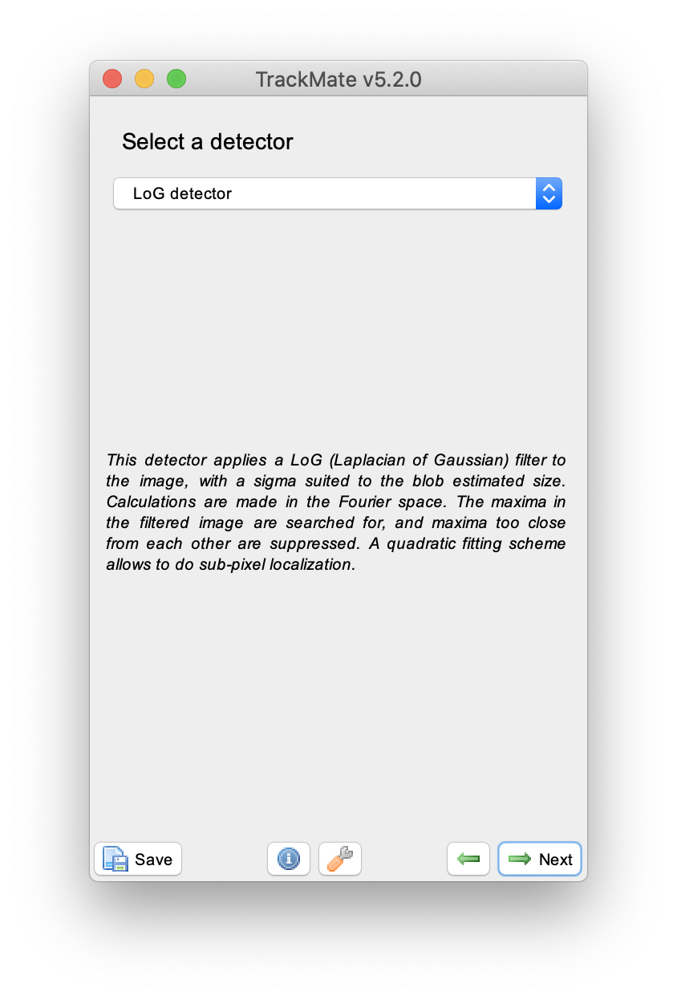 TrackMate v5.2.0
Select a detector
LoG detector
This detector applies a LoG (Laplacian of Gaussian) filter to
the image, with a sigma suited to the blob estimated size.
Calculations are made in the Fourier space. The maxima in
the filtered image are searched for, and maxima too close
from each other are suppressed. A quadratic fitting scheme
allows to do sub-pixel localization.
Save
Next